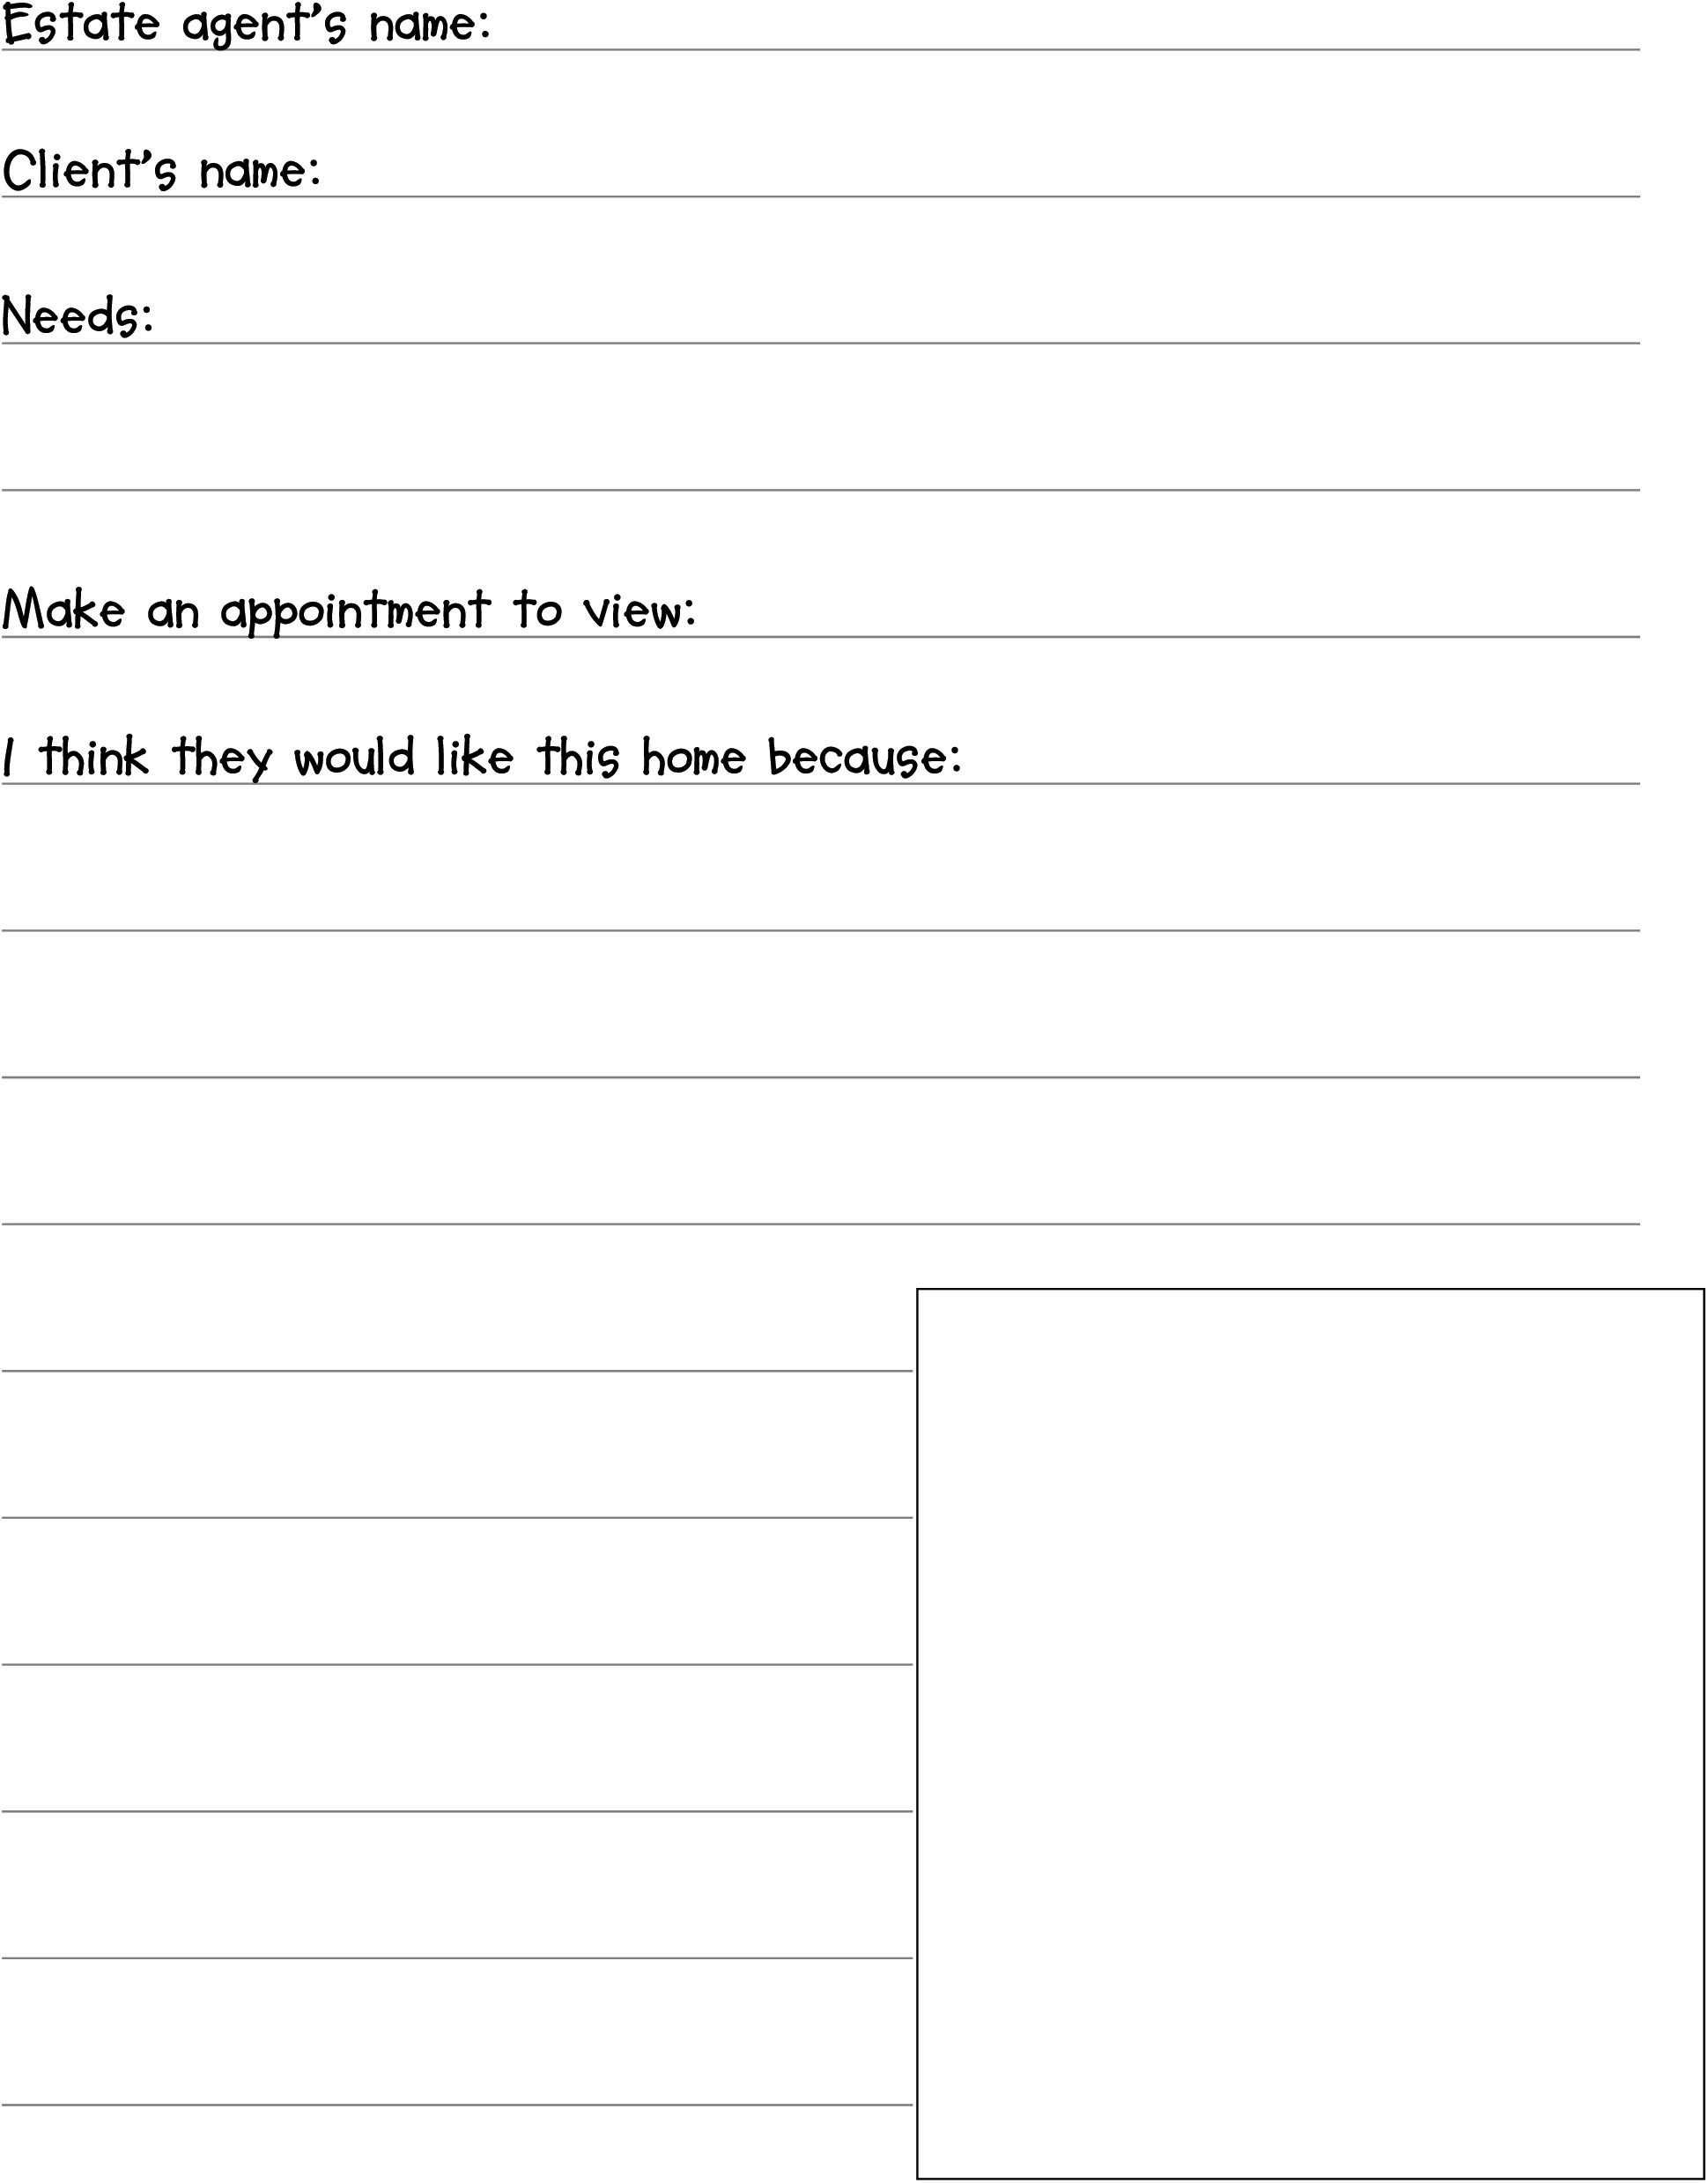 Estate agent's name:
Client's name:
Needs:
Make an appointment to view:
I think they would like this home because: